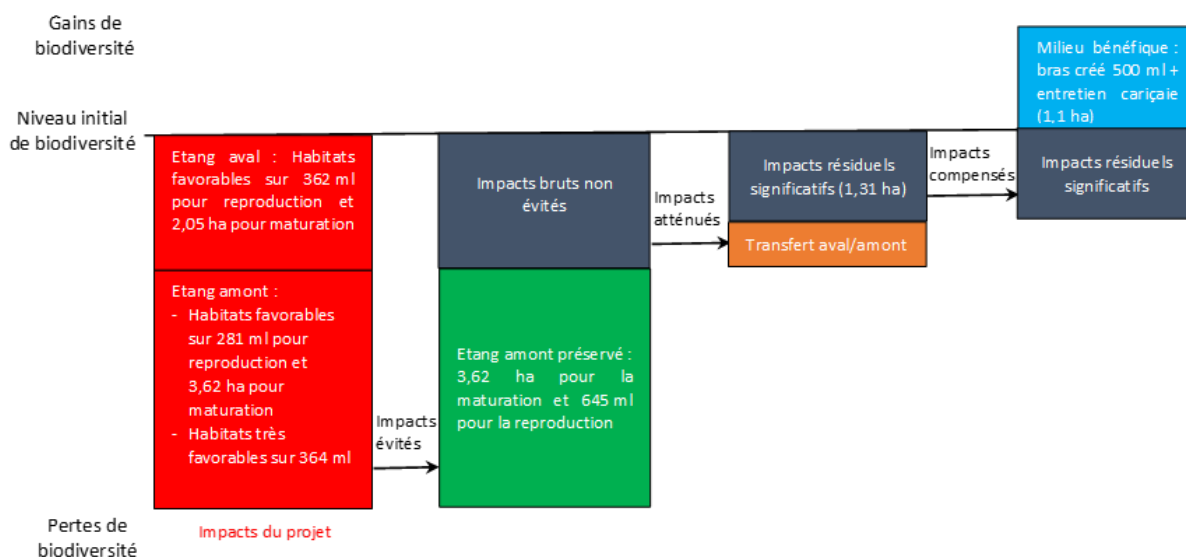 Gains de
biodiversité
Niveau initial
de biodiversité
Pertes de
biodiversité
Etang aval : Habitats
favorables sur 362 ml
pour reproduction et
2,05 ha pour maturation
Etang amont :
- Habitats favorables
sur 281 ml pour
reproduction et
3,62 ha pour
maturation
- Habitats très
favorables sur 364 ml
Impacts du projet
Impacts
évités
Impacts bruts non
évités
Etang amont préservé :
3,62 ha pour la
maturation et 645 ml
pour la reproduction
Impacts
atténués
Impacts résiduels
significatifs (1,31 ha)
Transfert aval/amont
Impacts
compensés
Milieu bénéfique :
bras créé 500 ml +
entretien cariçaie
(1,1 ha)
Impacts résiduels
significatifs